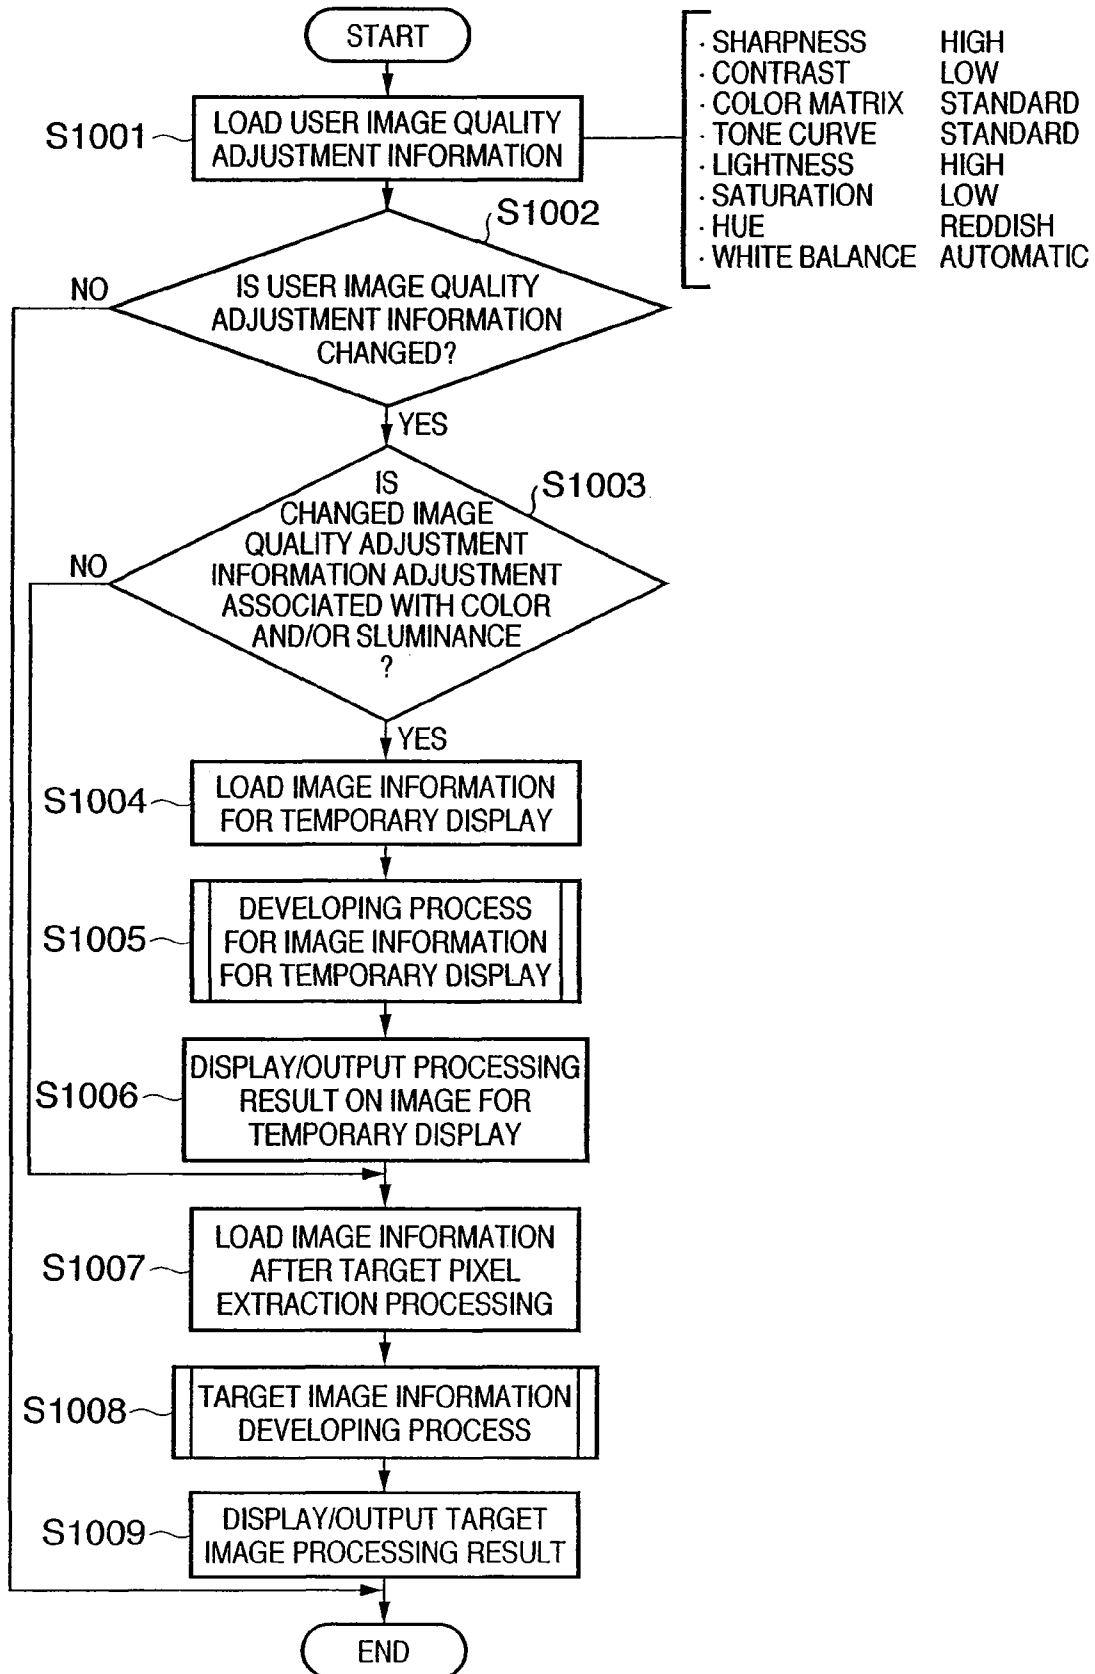 START
· SHARPNESS HIGH
· CONTRAST LOW
· COLOR MATRIX STANDARD
· TONE CURVE STANDARD
· LIGHTNESS HIGH
· SATURATION LOW
· HUE REDDISH
· WHITE BALANCE AUTOMATIC
S1001
LOAD USER IMAGE QUALITY
ADJUSTMENT INFORMATION
S1002
NO
IS USER IMAGE QUALITY
ADJUSTMENT INFORMATION
CHANGED?
YES
S1003
NO
IS
CHANGED IMAGE
QUALITY ADJUSTMENT
INFORMATION ADJUSTMENT
ASSOCIATED WITH COLOR
AND/OR SLUMINANCE
?
YES
S1004
LOAD IMAGE INFORMATION
FOR TEMPORARY DISPLAY
S1005
DEVELOPING PROCESS
FOR IMAGE INFORMATION
FOR TEMPORARY DISPLAY
S1006
DISPLAY/OUTPUT PROCESSING
RESULT ON IMAGE FOR
TEMPORARY DISPLAY
S1007
LOAD IMAGE INFORMATION
AFTER TARGET PIXEL
EXTRACTION PROCESSING
S1008
TARGET IMAGE INFORMATION
DEVELOPING PROCESS
S1009
DISPLAY/OUTPUT TARGET
IMAGE PROCESSING RESULT
END